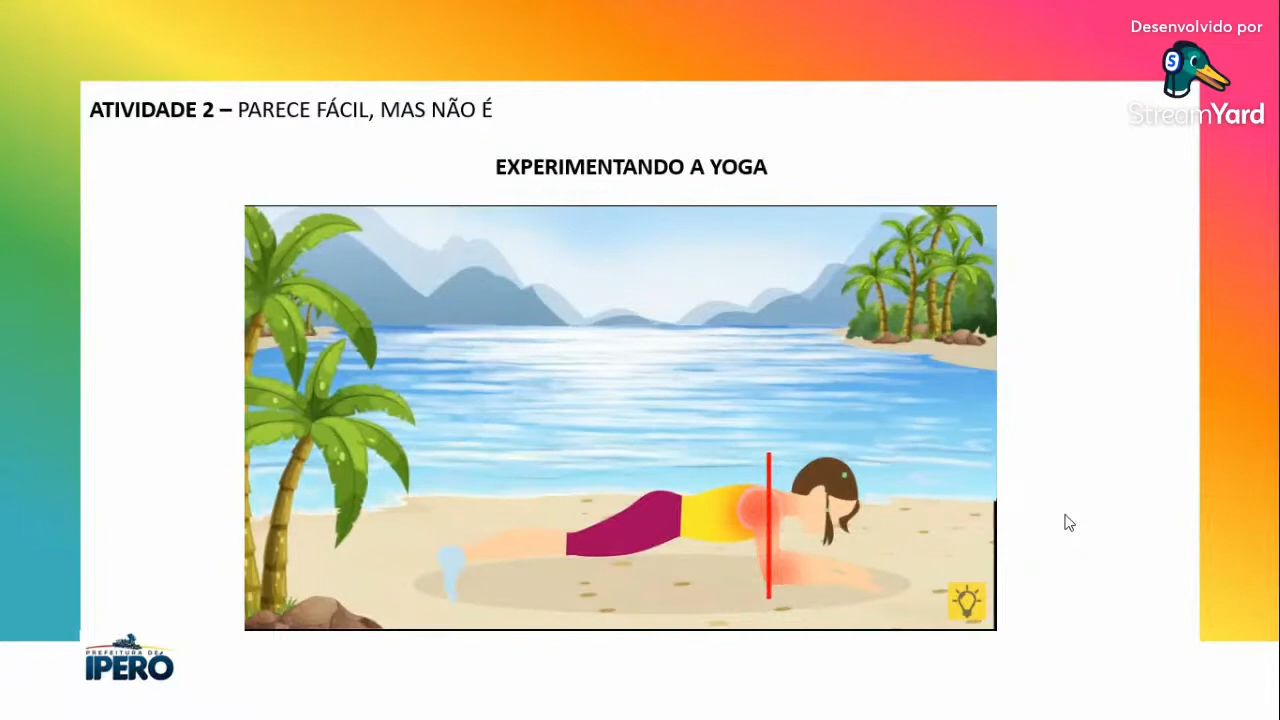 Desenvolvido por
StreamYard
ATIVIDADE 2 – PARECE FÁCIL, MAS NÃO É
EXPERIMENTANDO A YOGA
PREFEITURA DE
IPERÓ